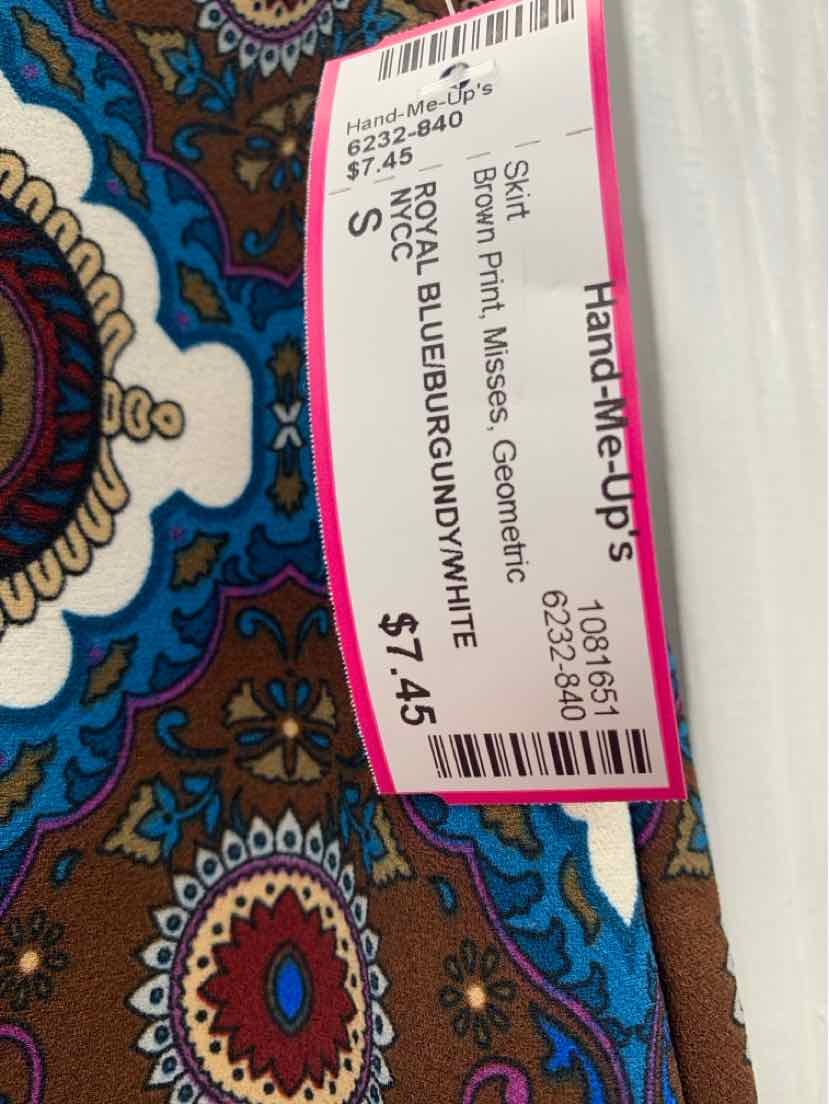 Hand-Me-Up's
6232-840
$7.45
Hand-Me-Up's
1081651
6232-840
Skirt
Brown Print, Misses, Geometric
ROYAL BLUE/BURGUNDY/WHITE
NYCC
S
$7.45